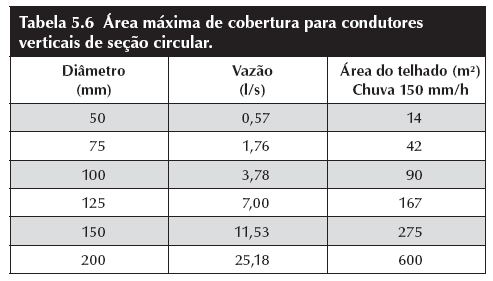 Tabela 5.6 Área máxima de cobertura para condutores
verticais de seção circular.
Diâmetro (mm) Vazão (l/s) Área do telhado (m²) Chuva 150 mm/h
50 0,57 14
75 1,76 42
100 3,78 90
125 7,00 167
150 11,53 275
200 25,18 600